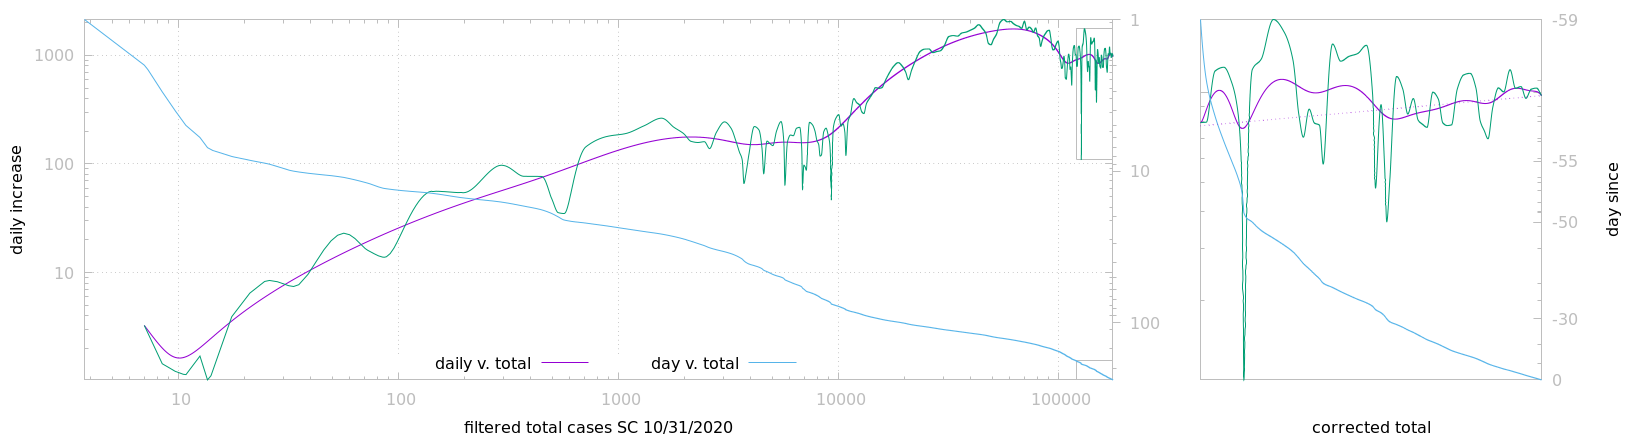 1000
100
10
daily increase
1
10
100
daily v. total
day v. total
10
100
1000
10000
100000
filtered total cases SC 10/31/2020
-59
-55
-50
-30
0
day since
corrected total